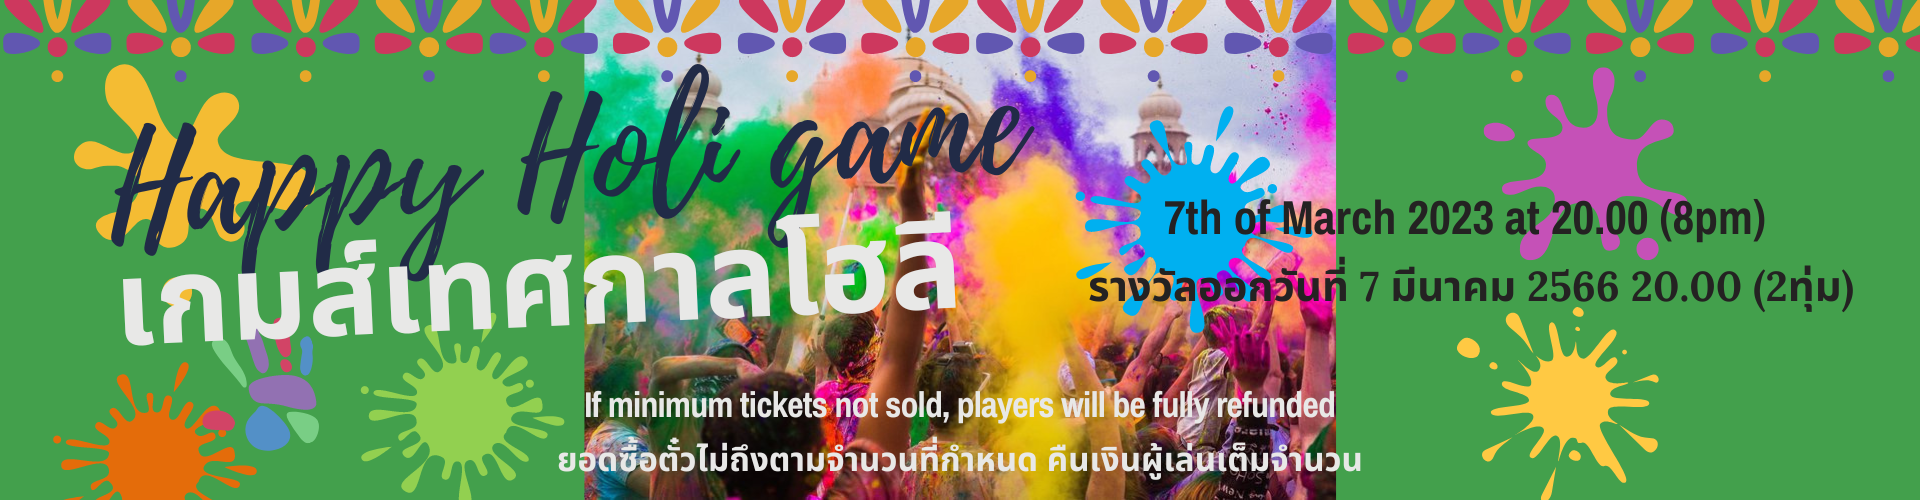 Happy Holi game
เกมส์เทศกาลโฮลี
7th of March 2023 at 20.00 (8pm)
รางวัลออกวันที่ 7 มีนาคม 2566 20.00 (2ทุ่ม)
If minimum tickets not sold, players will be fully refunded
ยอดซื้อตั๋วไม่ถึงตามจำนวนที่กำหนด คืนเงินผู้เล่นเต็มจำนวน